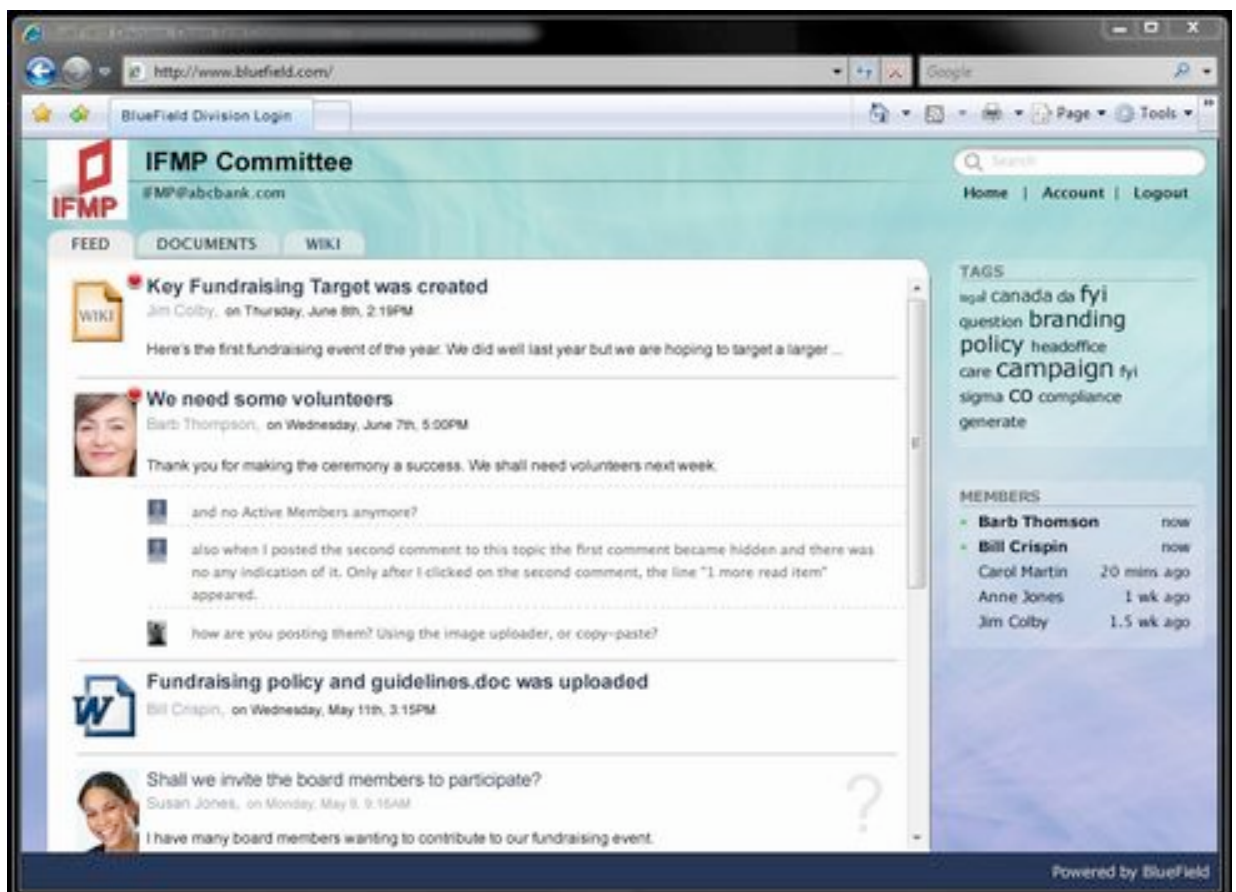 http://www.bluefield.com/
Google
BlueField Division Login
Page
Tools
IFMP
IFMP Committee
IFMP@abcbank.com
Search
Home | Account | Logout
FEED
DOCUMENTS
WIKI
WIKI
Key Fundraising Target was created
Jim Colby, on Thursday, June 8th, 2:19PM
Here's the first fundraising event of the year. We did well last year but we are hoping to target a larger ...
We need some volunteers
Barb Thompson, on Wednesday, June 7th, 5:00PM
Thank you for making the ceremony a success. We shall need volunteers next week.
and no Active Members anymore?
also when I posted the second comment to this topic the first comment became hidden and there was
no any indication of it. Only after I clicked on the second comment, the line "1 more read item"
appeared.
how are you posting them? Using the image uploader, or copy-paste?
W
Fundraising policy and guidelines.doc was uploaded
Bill Crispin, on Wednesday, May 11th, 3.15PM
Shall we invite the board members to participate?
Susan Jones, on Monday, May 9, 9:16AM
?
I have many board members wanting to contribute to our fundraising event.
TAGS
legal canada da fyi
question branding
policy headoffice
care campaign fyi
sigma co compliance
generate
MEMBERS
Barb Thomson now
Bill Crispin now
Carol Martin 20 mins ago
Anne Jones 1 wk ago
Jim Colby 1.5 wk ago
Powered by BlueField